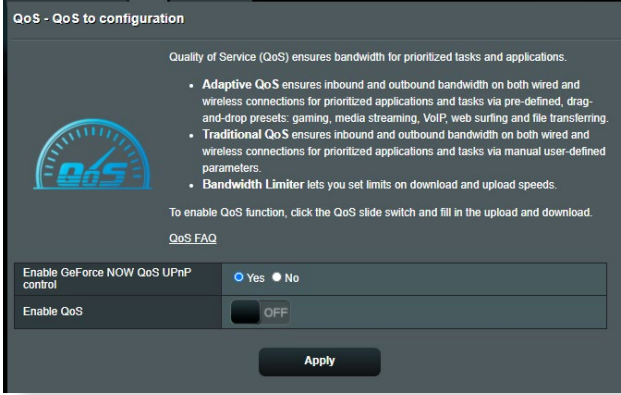 QoS - QoS to configuration
Quality of Service (QoS) ensures bandwidth for prioritized tasks and applications.
• Adaptive QoS ensures inbound and outbound bandwidth on both wired and
wireless connections for prioritized applications and tasks via pre-defined, drag-
and-drop presets: gaming, media streaming, VoIP, web surfing and file transferring.
• Traditional QoS ensures inbound and outbound bandwidth on both wired and
wireless connections for prioritized applications and tasks via manual user-defined
parameters.
• Bandwidth Limiter lets you set limits on download and upload speeds.
QoS
To enable QoS function, click the QoS slide switch and fill in the upload and download.
QoS FAQ
Enable GeForce NOW QoS UPnP
control
Yes No
Enable QoS
OFF
Apply